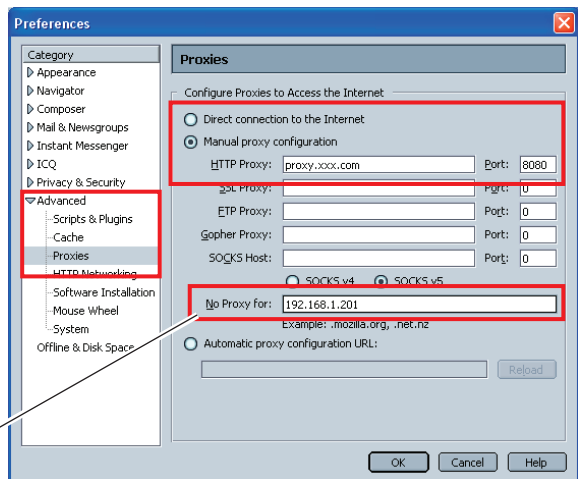 Preferences
Category
Appearance
Navigator
Composer
Mail & Newsgroups
Instant Messenger
ICQ
Privacy & Security
Advanced
Scripts & Plugins
Cache
Proxies
HTTP Networking
Software Installation
Mouse Wheel
System
Offline & Disk Space
Proxies
Configure Proxies to Access the Internet
Direct connection to the Internet
Manual proxy configuration
HTTP Proxy: proxy.xxx.com Port: 8080
SSL Proxy: Port: 0
FTP Proxy: Port: 0
Gopher Proxy: Port: 0
SOCKS Host: Port: 0
SOCKS v4 SOCKS v5
No Proxy for: 192.168.1.201
Example: .mozilla.org, .net.nz
Automatic proxy configuration URL:
Reload
OK Cancel Help